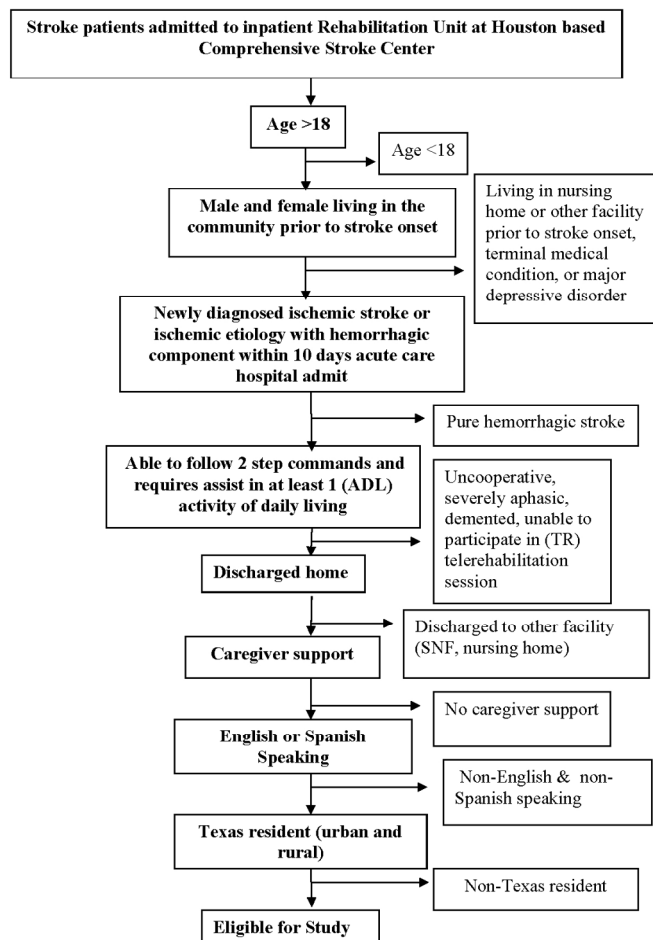 Stroke patients admitted to inpatient Rehabilitation Unit at Houston based
Comprehensive Stroke Center
Age >18
Age <18
Male and female living in the
community prior to stroke onset
Living in nursing
home or other facility
prior to stroke onset,
terminal medical
condition, or major
depressive disorder
Newly diagnosed ischemic stroke or
ischemic etiology with hemorrhagic
component within 10 days acute care
hospital admit
Pure hemorrhagic stroke
Able to follow 2 step commands and
requires assist in at least 1 (ADL)
activity of daily living
Uncooperative,
severely aphasic,
demented, unable to
participate in (TR)
telerehabilitation
session
Discharged home
Discharged to other facility
(SNF, nursing home)
Caregiver support
No caregiver support
English or Spanish
Speaking
Non-English & non-
Spanish speaking
Texas resident (urban and
rural)
Non-Texas resident
Eligible for Study